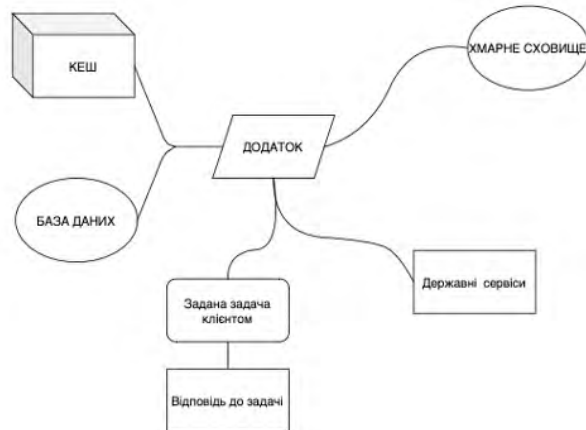 КЕШ
ХМАРНЕ СХОВИЩЕ
ДОДАТОК
БАЗА ДАНИХ
Державні сервіси
Задана задача
клієнтом
Відповідь до задачі